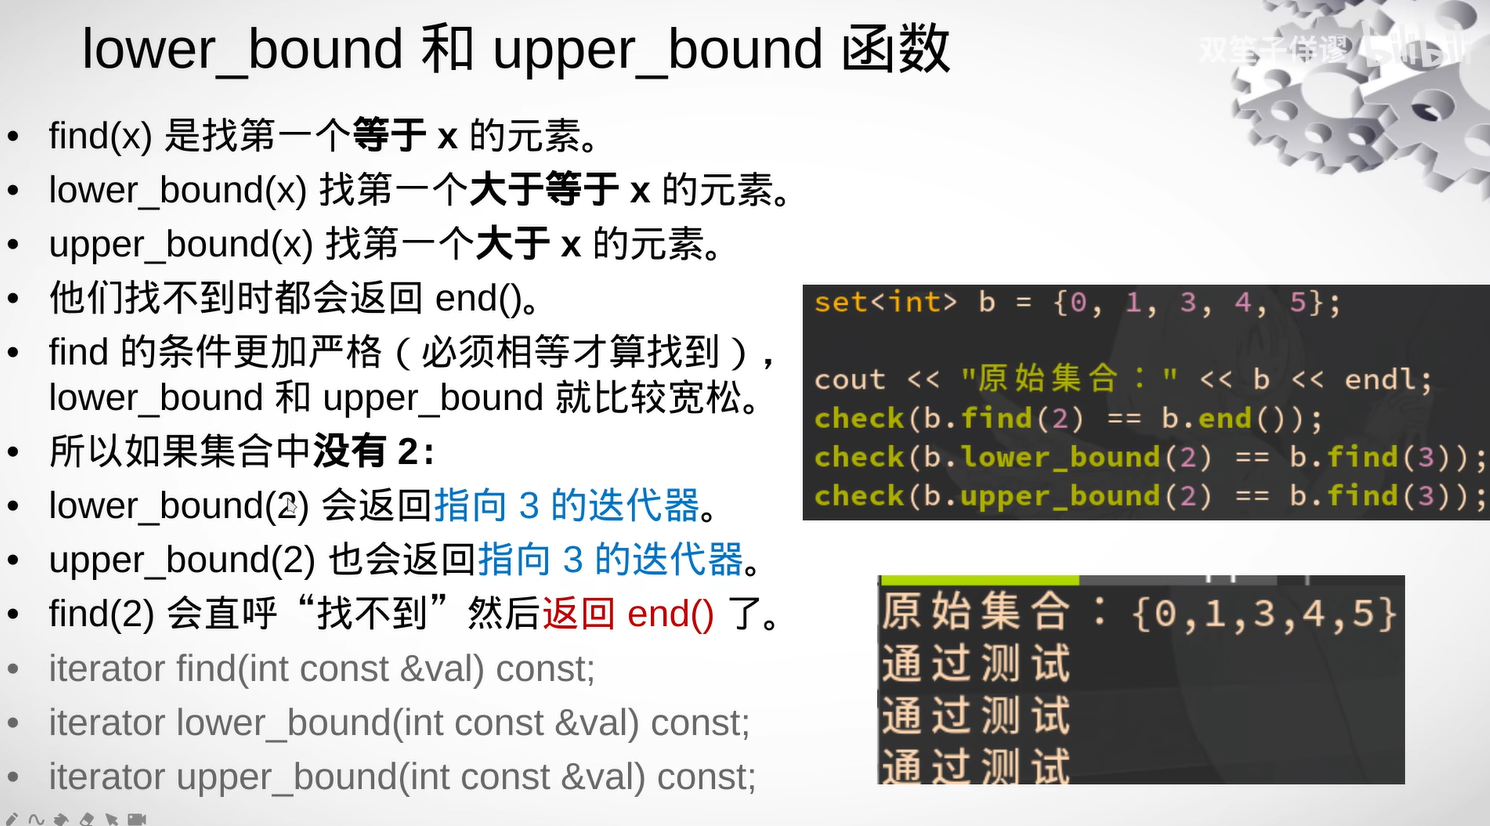 lower_bound 和 upper_bound 函数
双笙子佯谬 bilibili
• find(x) 是找第一个等于 x 的元素。
• lower_bound(x) 找第一个大于等于 x 的元素。
• upper_bound(x) 找第一个大于 x 的元素。
• 他们找不到时都会返回 end()。
• find 的条件更加严格（必须相等才算找到），
lower_bound 和 upper_bound 就比较宽松。
• 所以如果集合中没有 2：
• lower_bound(2) 会返回指向 3 的迭代器。
• upper_bound(2) 也会返回指向 3 的迭代器。
• find(2) 会直呼“找不到”然后返回 end() 了。
• iterator find(int const &val) const;
• iterator lower_bound(int const &val) const;
• iterator upper_bound(int const &val) const;
set<int> b = {0, 1, 3, 4, 5};
cout << "原始集合：" << b << endl;
check(b.find(2) == b.end());
check(b.lower_bound(2) == b.find(3));
check(b.upper_bound(2) == b.find(3));
原始集合：{0,1,3,4,5}
通过测试
通过测试
通过测试